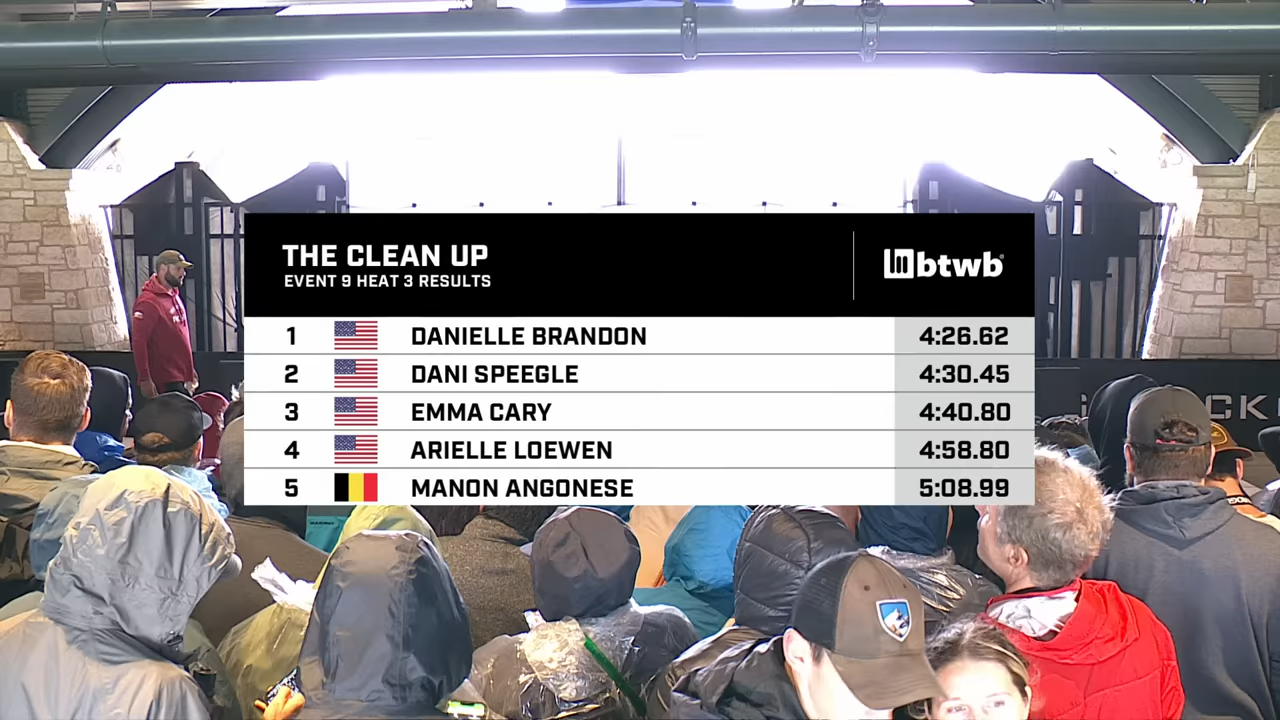 THE CLEAN UP
EVENT 9 HEAT 3 RESULTS
btwb
1 DANIELLE BRANDON 4:26.62
2 DANI SPEEGLE 4:30.45
3 EMMA CARY 4:40.80
4 ARIELLE LOEWEN 4:58.80
5 MANON ANGONESE 5:08.99